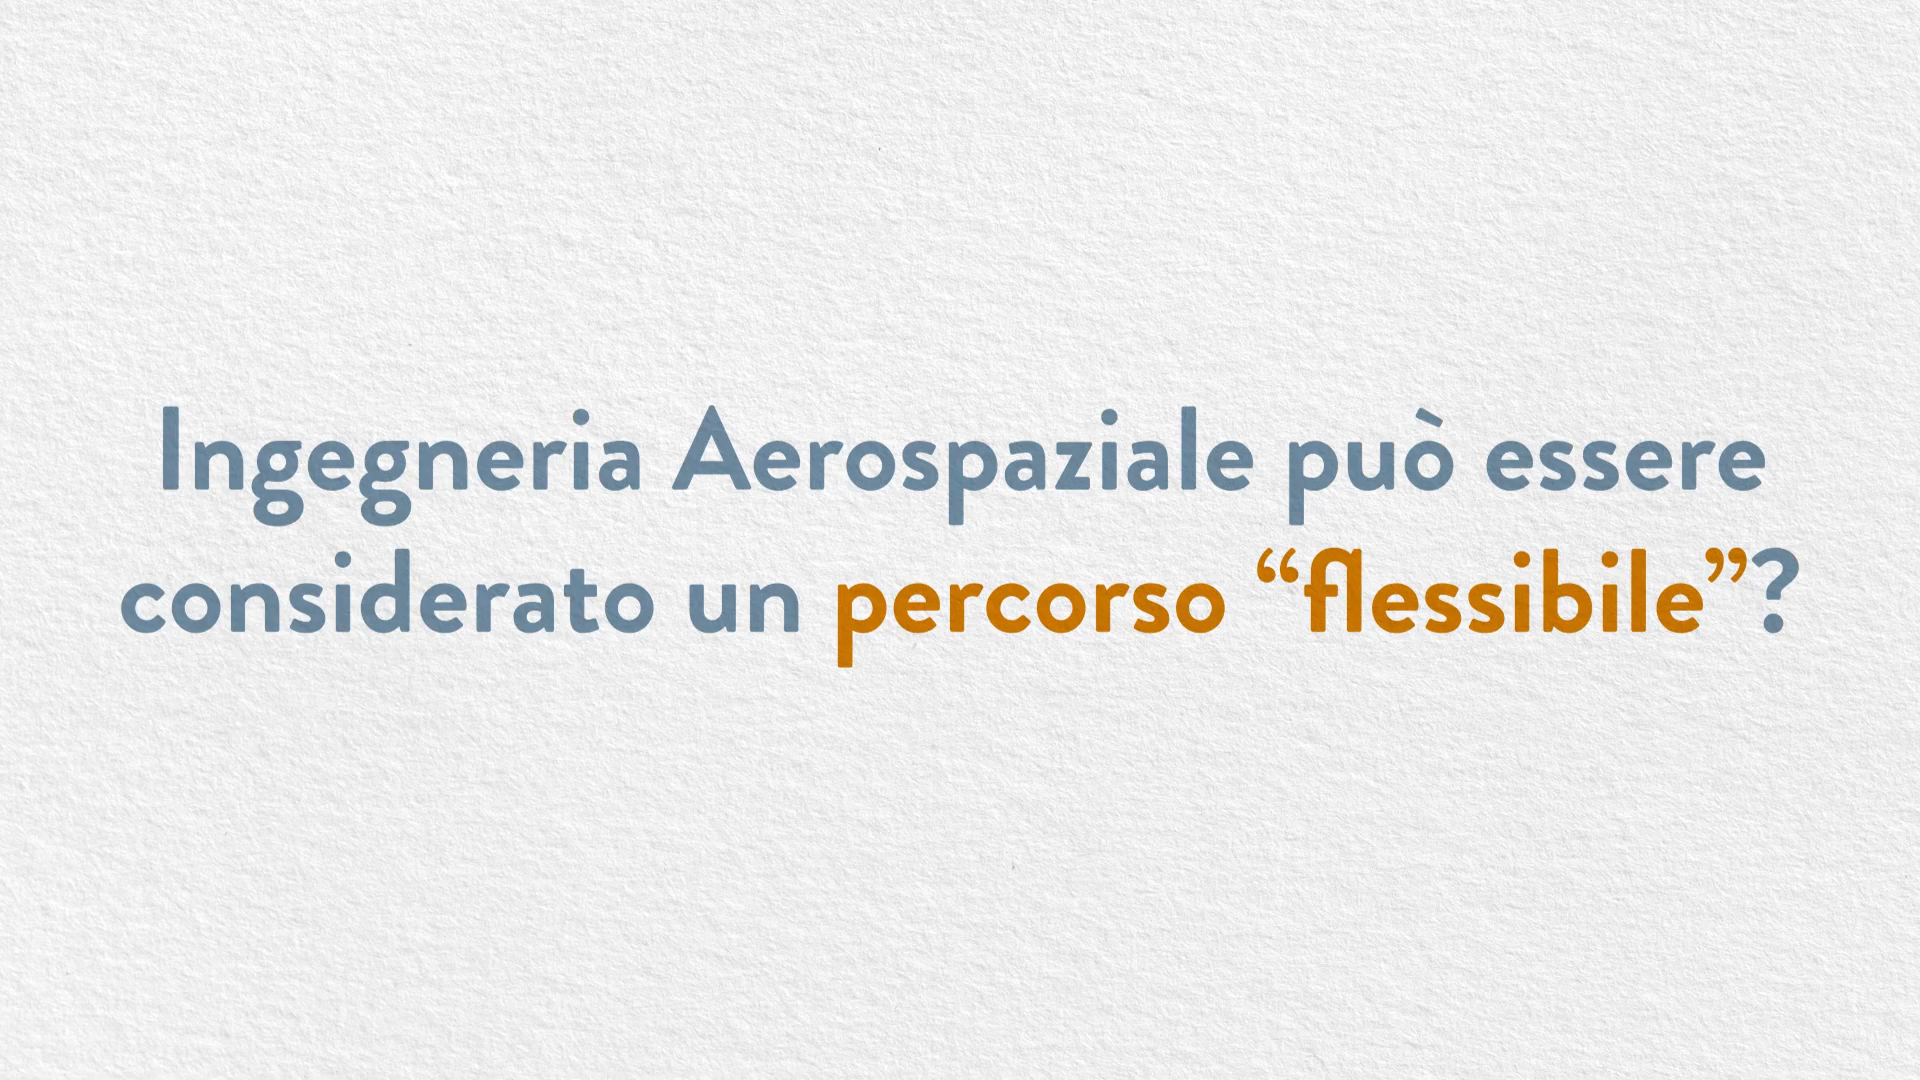 Ingegneria Aerospaziale può essere
considerato un percorso “flessibile”?